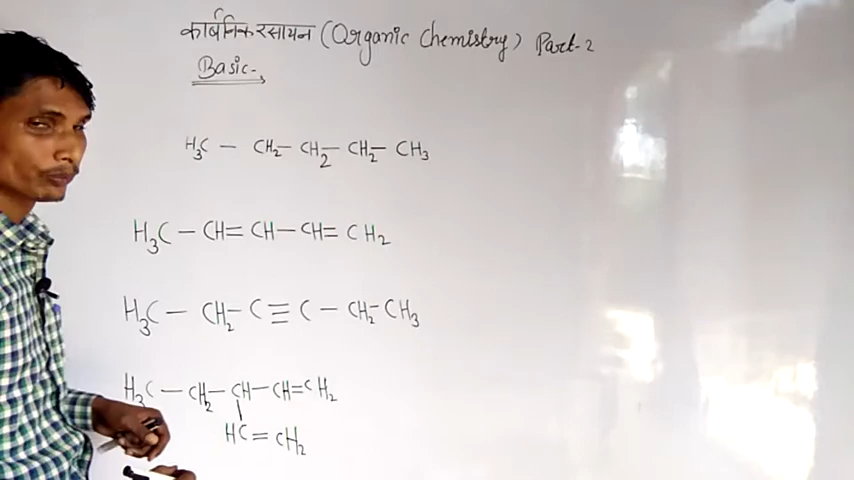 कार्बनिक रसायन (Organic Chemistry) Part-2
Basic-
H₃C — CH₂— CH₂— CH₂— CH₃
H₃C — CH= CH— CH= CH₂
H₃C — CH₂— C ≡ C — CH₂— CH₃
H₃C — CH₂— CH— CH=CH₂
|
HC = CH₂